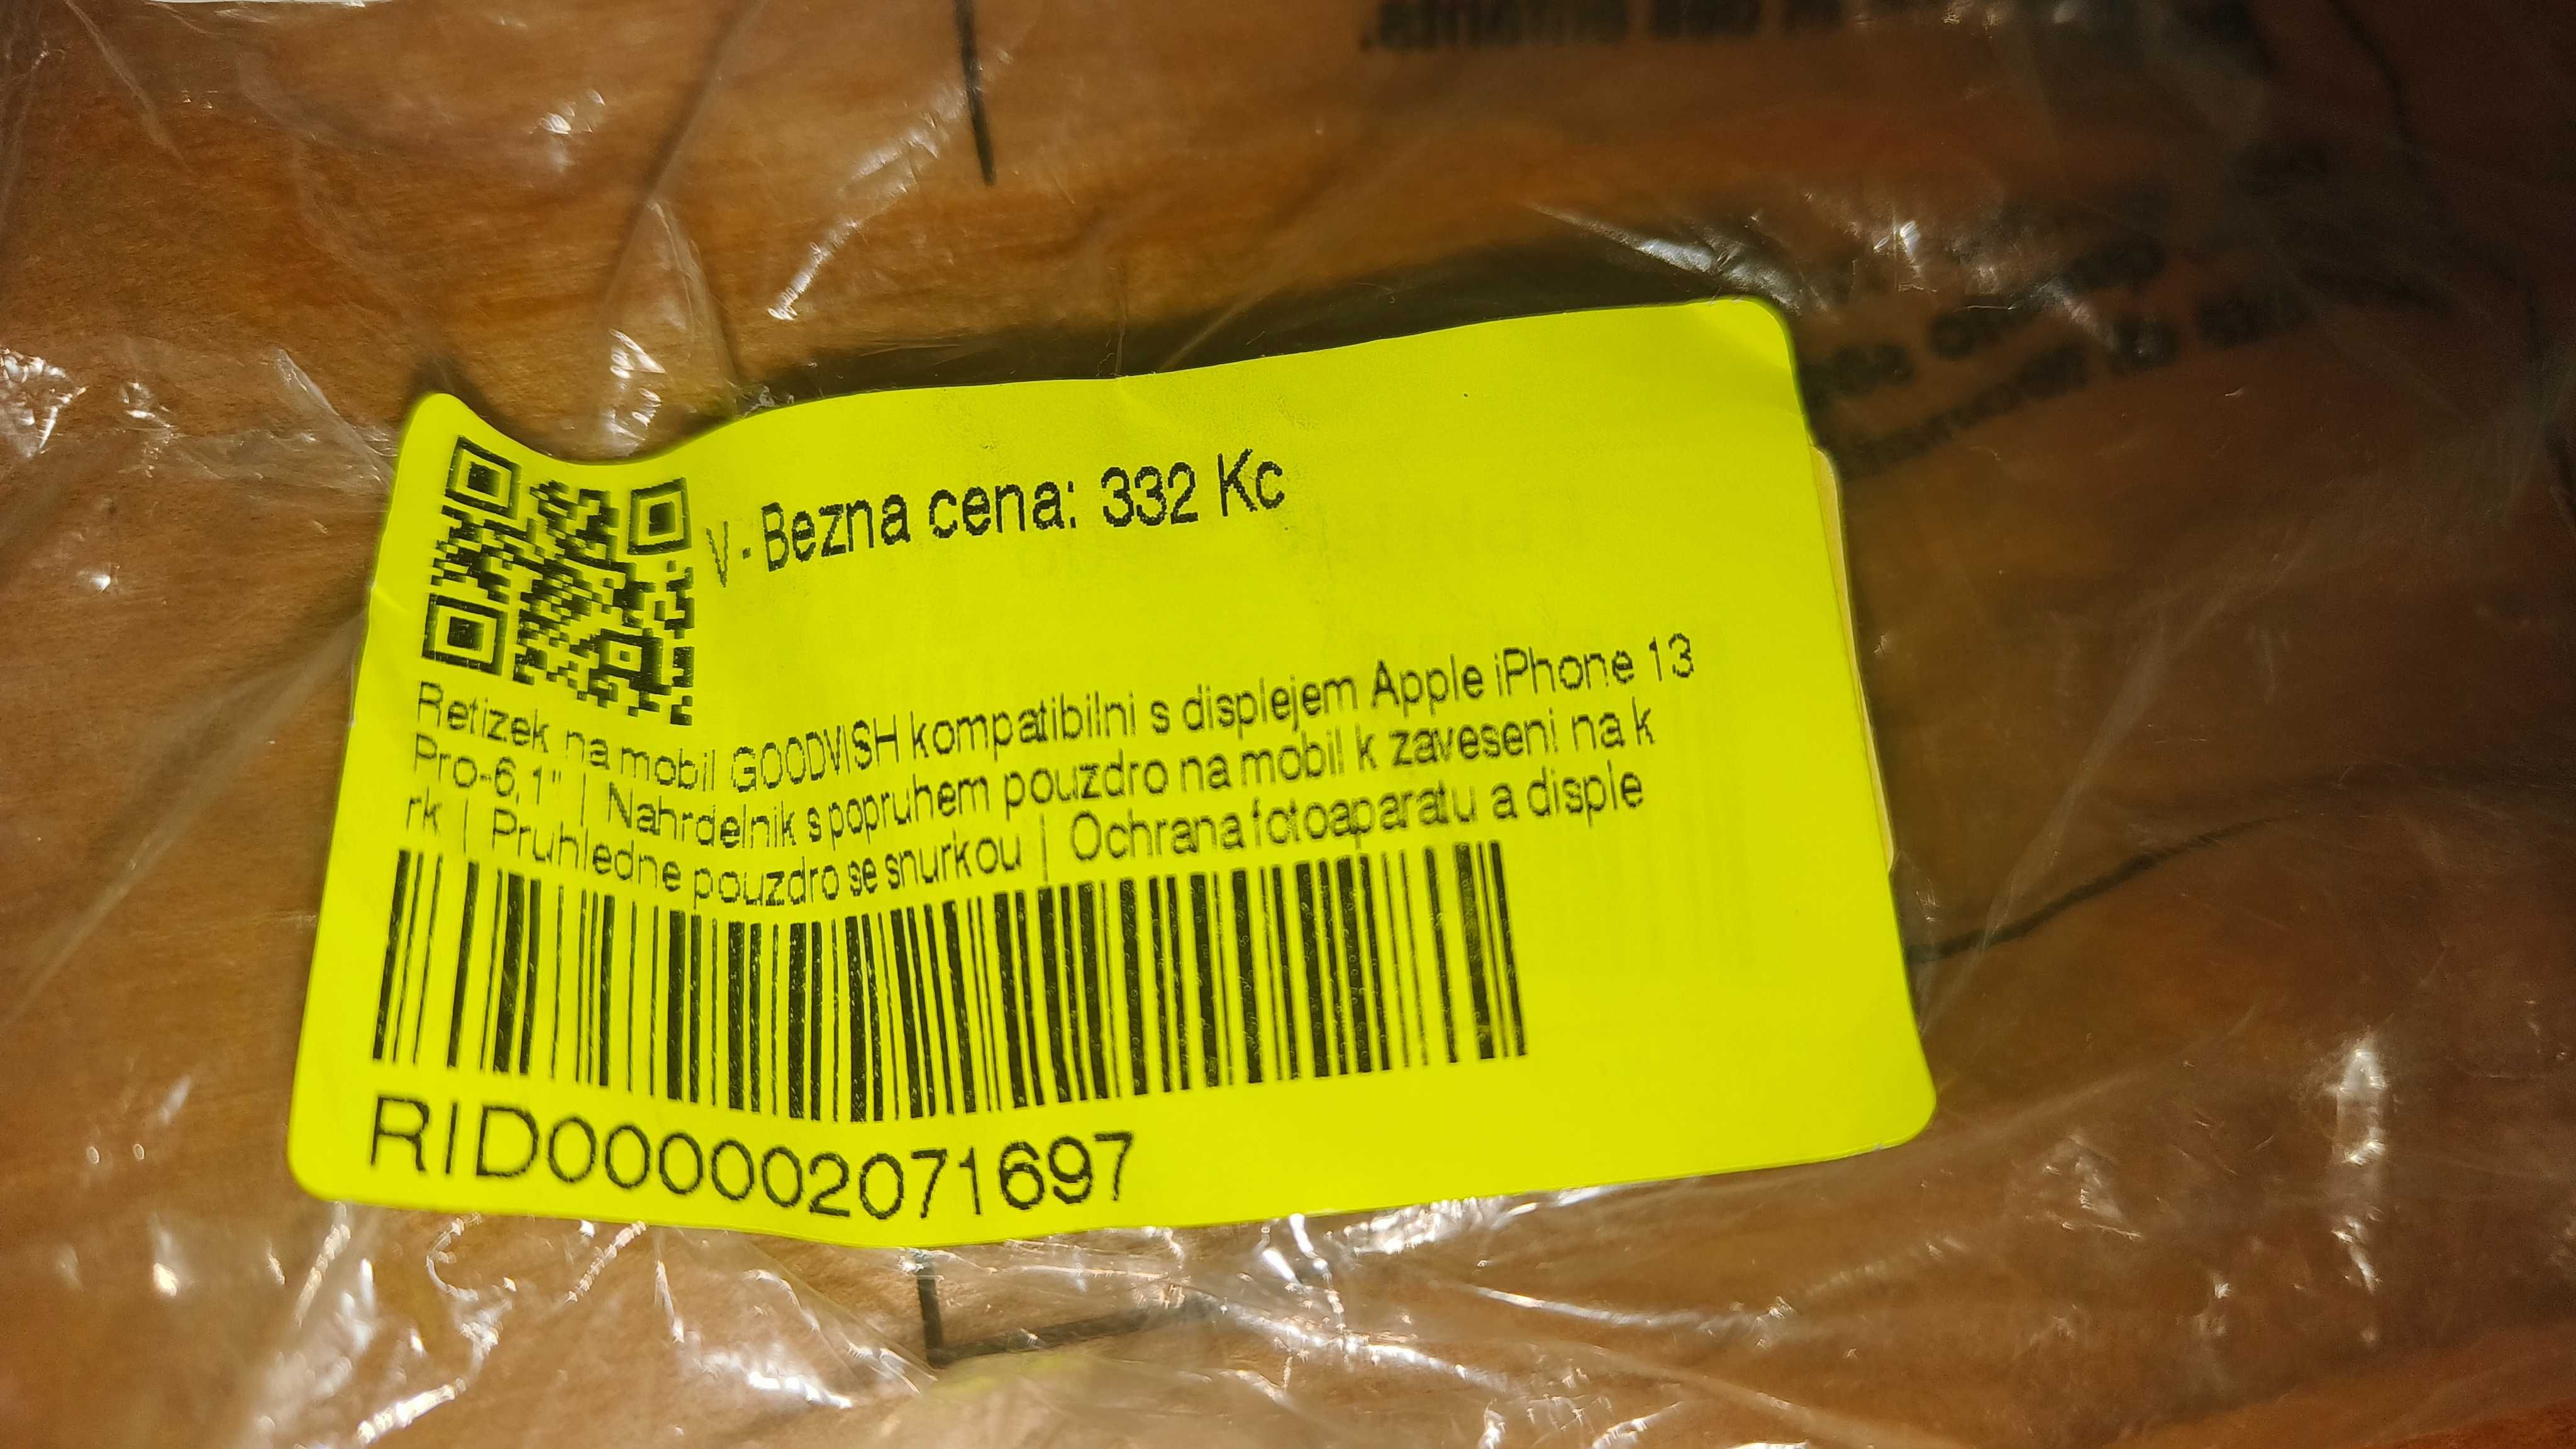 V - Bezna cena: 332 Kc
Retizek na mobil GOODVISH kompatibilni s displejem Apple iPhone 13
Pro-6,1" | Nahrdelnik s popruhem pouzdro na mobil k zaveseni na k
rk | Pruhledne pouzdro se snurkou | Ochrana fotoaparatu a disple
RID000002071697